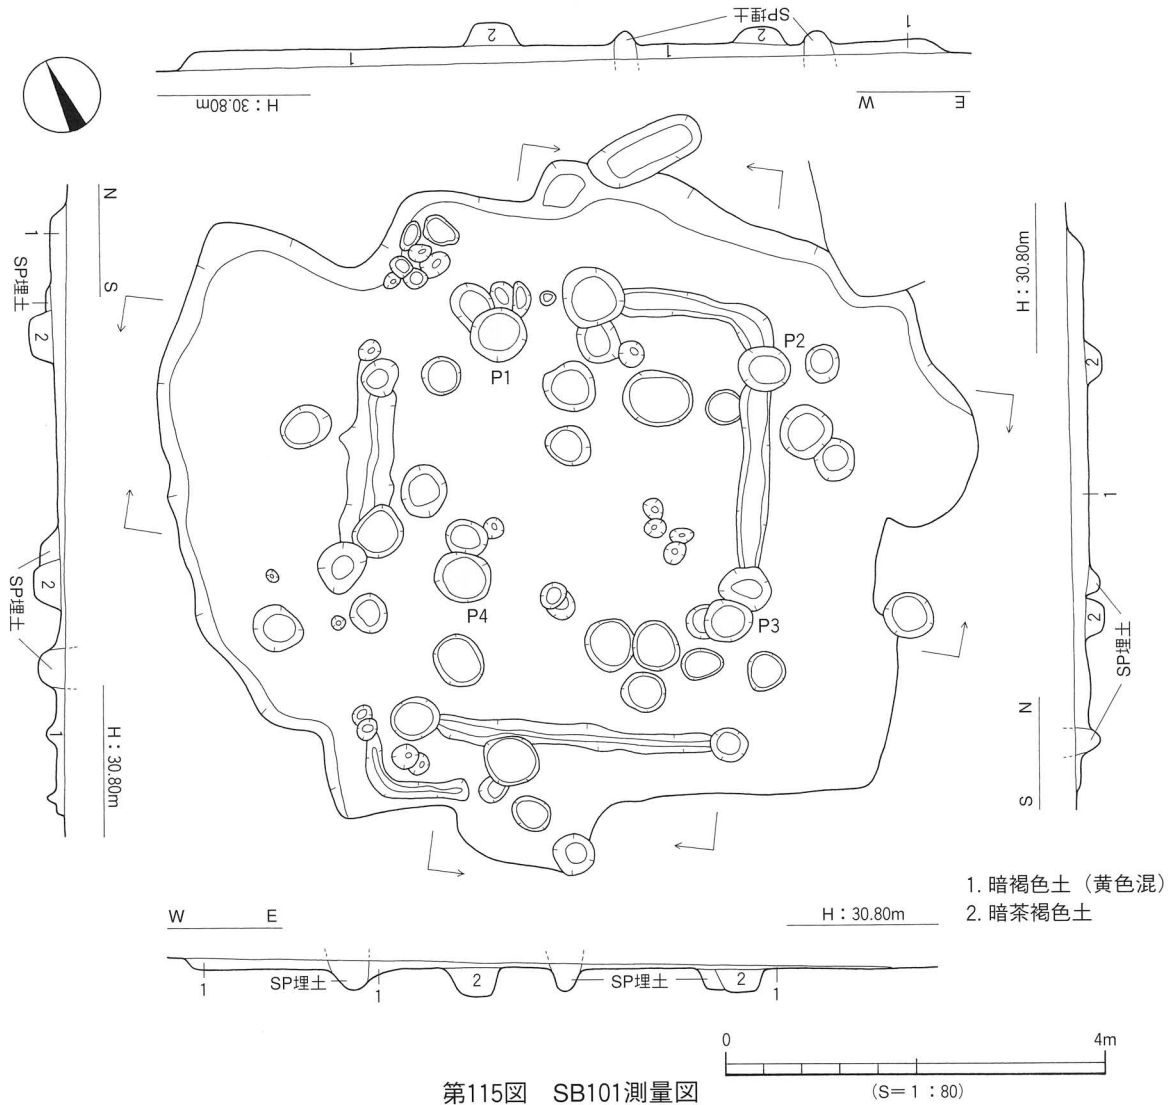 SP埋土
2
2
1
1
1
H：30.80m
W
E
N
S
1
SP埋土
2
SP埋土
2
1
H：30.80m
H：30.80m
2
1
SP埋土
2
N
S
P1
P2
P3
P4
1. 暗褐色土（黄色混）
2. 暗茶褐色土
W
E
H：30.80m
1
SP埋土
1
2
SP埋土
2
1
0
4m
(S＝1：80)
第115図　SB101測量図